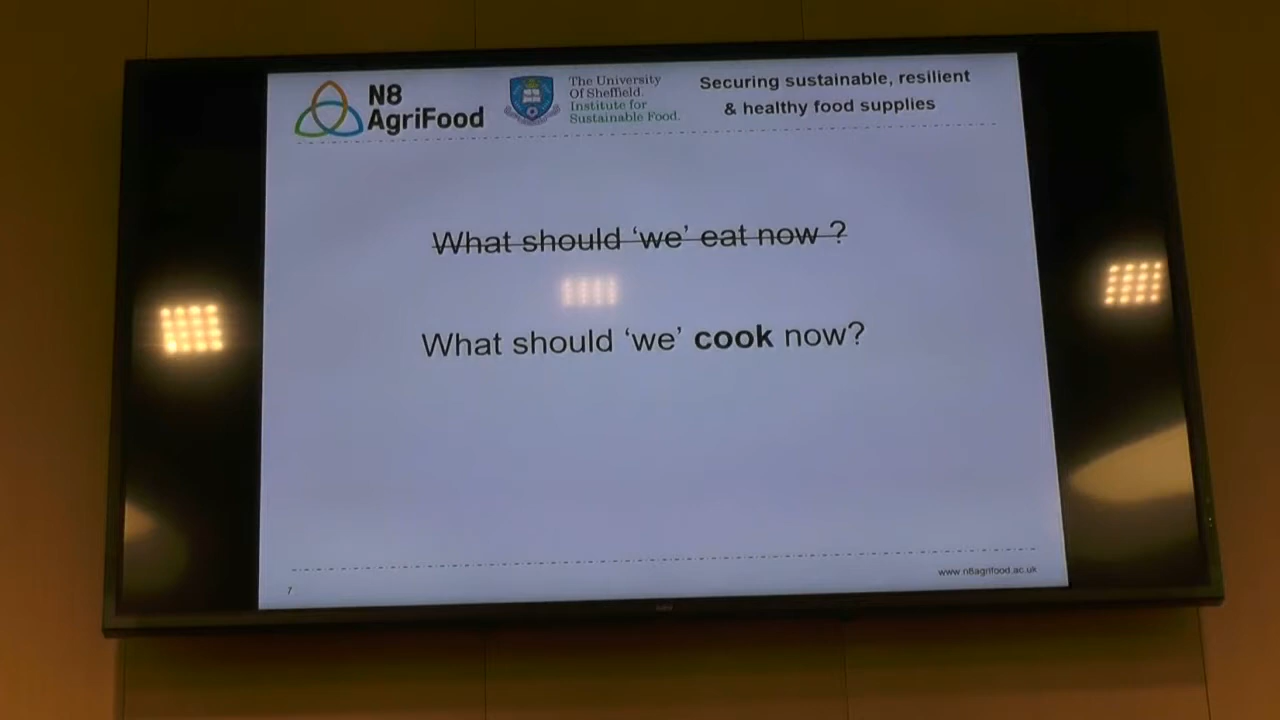 N8
AgriFood
The University
Of Sheffield.
Institute for
Sustainable Food.
Securing sustainable, resilient
& healthy food supplies
What should ‘we’ eat now ?
What should ‘we’ cook now?
www.n8agrifood.ac.uk
7